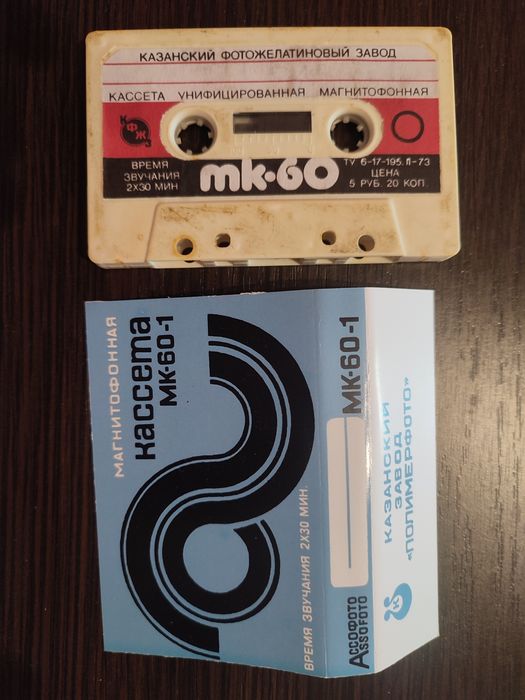 КАЗАНСКИЙ ФОТОЖЕЛАТИНОВЫЙ ЗАВОД
КАССЕТА УНИФИЦИРОВАННАЯ МАГНИТОФОННАЯ
КФЖЗ
ВРЕМЯ
ЗВУЧАНИЯ
2Х30 МИН
мк·60
ТУ 6-17-195.Л-73
ЦЕНА
5 РУБ. 20 КОП.
МАГНИТОФОННАЯ
кассета
МК-60-1
ВРЕМЯ ЗВУЧАНИЯ 2Х30 МИН.
МК-60-1
АССОФОТО
ASSOFOTO
КАЗАНСКИЙ
ЗАВОД
«ПОЛИМЕРФОТО»